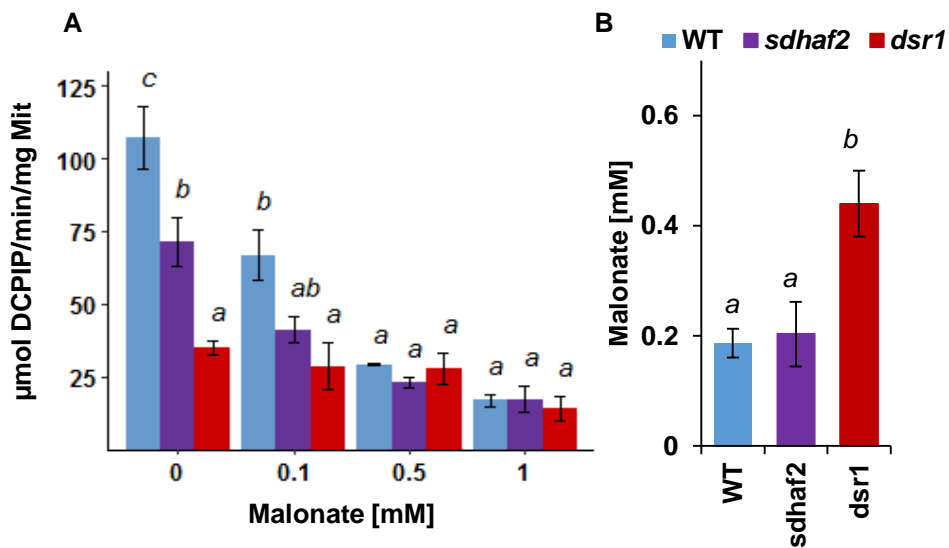 A
µmol DCPIP/min/mg Mit
125
100
75
50
25
c
b
a
b
ab
a
a
a
a
a
a
a
0
0.1
0.5
1
Malonate [mM]
B
WT sdhaf2 dsr1
Malonate [mM]
0.6
0.4
0.2
0
a
a
b
WT
sdhaf2
dsr1